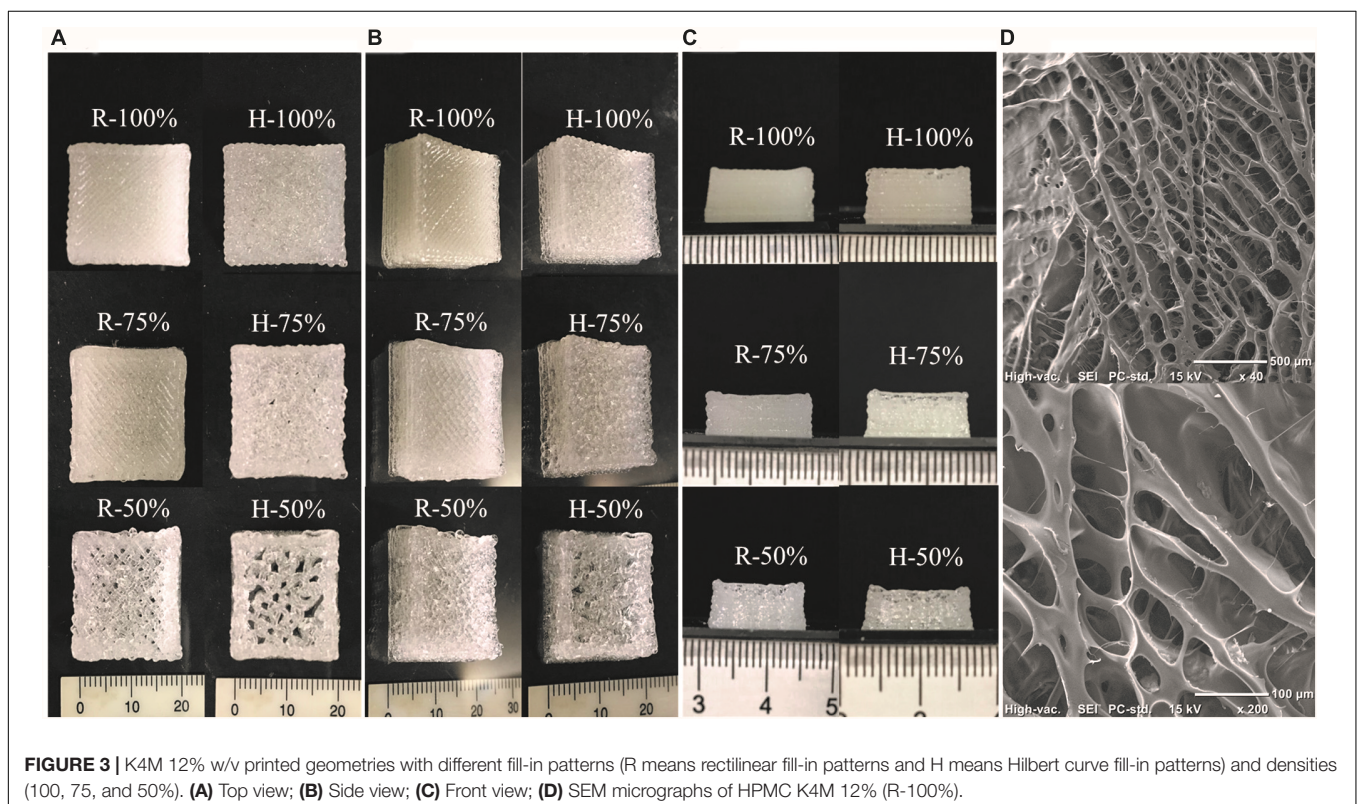 A B C D
R-100% H-100% R-100% H-100%
R-100% H-100%
R-75% H-75% R-75% H-75%
R-75% H-75%
500 µm
High-vac. SEI PC-std. 15 kV x 40
R-50% H-50% R-50% H-50%
R-50% H-50%
0 10 20 0 10 20 0 10 20 30 0 10 20
3 4 5
100 µm
High-vac. SEI PC-std. 15 kV x 200
FIGURE 3 | K4M 12% w/v printed geometries with different fill-in patterns (R means rectilinear fill-in patterns and H means Hilbert curve fill-in patterns) and densities
(100, 75, and 50%). (A) Top view; (B) Side view; (C) Front view; (D) SEM micrographs of HPMC K4M 12% (R-100%).